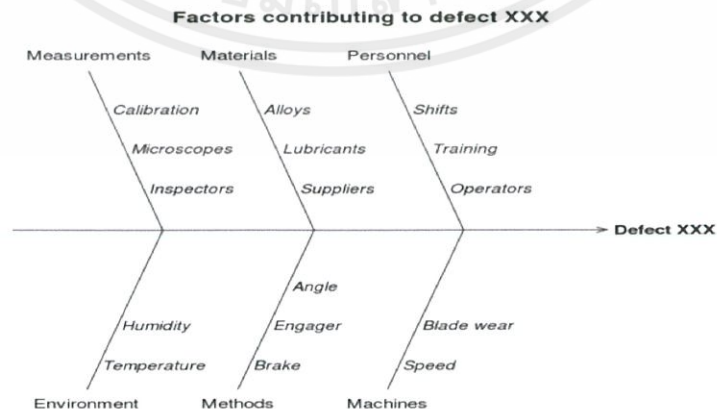 Factors contributing to defect XXX
Measurements Materials Personnel
Calibration Alloys Shifts
Microscopes Lubricants Training
Inspectors Suppliers Operators
Defect XXX
Angle
Humidity Engager Blade wear
Temperature Brake Speed
Environment Methods Machines